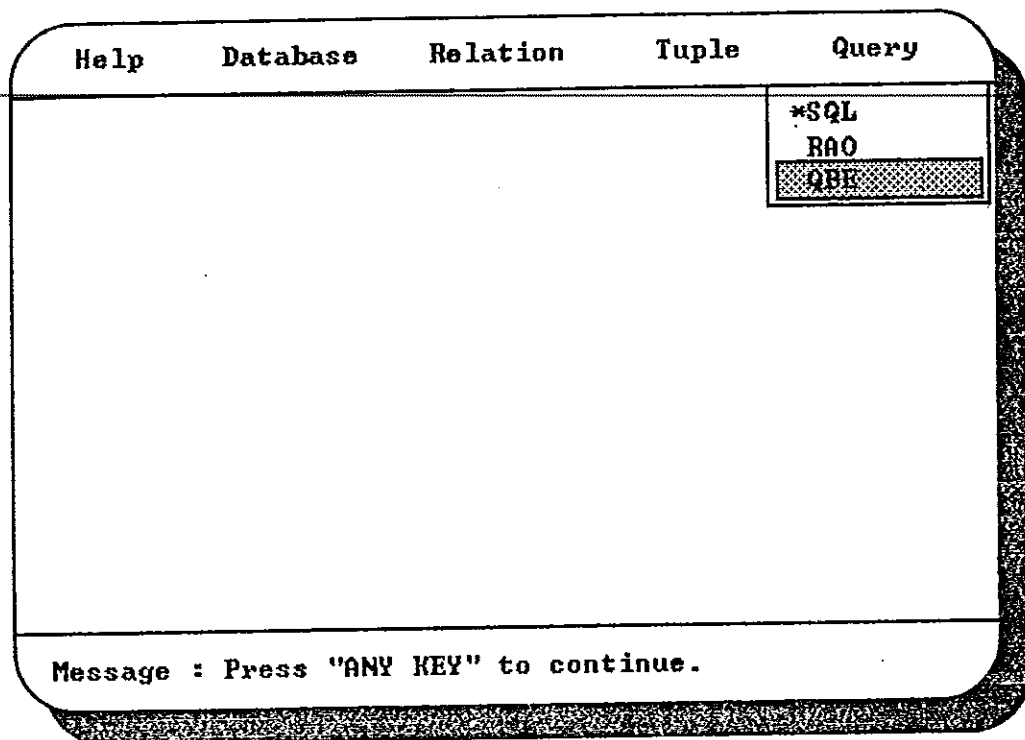 Help Database Relation Tuple Query
*SQL
RAO
QBE
Message : Press "ANY KEY" to continue.